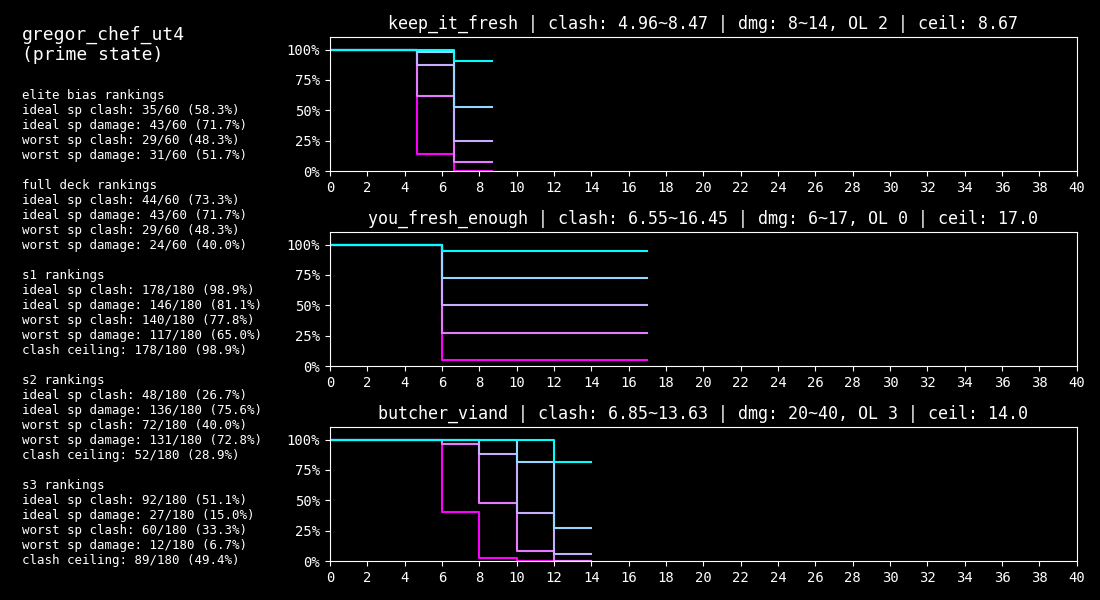 gregor_chef_ut4
(prime state)
elite bias rankings
ideal sp clash: 35/60 (58.3%)
ideal sp damage: 43/60 (71.7%)
worst sp clash: 29/60 (48.3%)
worst sp damage: 31/60 (51.7%)
full deck rankings
ideal sp clash: 44/60 (73.3%)
ideal sp damage: 43/60 (71.7%)
worst sp clash: 29/60 (48.3%)
worst sp damage: 24/60 (40.0%)
s1 rankings
ideal sp clash: 178/180 (98.9%)
ideal sp damage: 146/180 (81.1%)
worst sp clash: 140/180 (77.8%)
worst sp damage: 117/180 (65.0%)
clash ceiling: 178/180 (98.9%)
s2 rankings
ideal sp clash: 48/180 (26.7%)
ideal sp damage: 136/180 (75.6%)
worst sp clash: 72/180 (40.0%)
worst sp damage: 131/180 (72.8%)
clash ceiling: 52/180 (28.9%)
s3 rankings
ideal sp clash: 92/180 (51.1%)
ideal sp damage: 27/180 (15.0%)
worst sp clash: 60/180 (33.3%)
worst sp damage: 12/180 (6.7%)
clash ceiling: 89/180 (49.4%)
keep_it_fresh | clash: 4.96~8.47 | dmg: 8~14, OL 2 | ceil: 8.67
100%
75%
50%
25%
0%
0 2 4 6 8 10 12 14 16 18 20 22 24 26 28 30 32 34 36 38 40
you_fresh_enough | clash: 6.55~16.45 | dmg: 6~17, OL 0 | ceil: 17.0
100%
75%
50%
25%
0%
0 2 4 6 8 10 12 14 16 18 20 22 24 26 28 30 32 34 36 38 40
butcher_viand | clash: 6.85~13.63 | dmg: 20~40, OL 3 | ceil: 14.0
100%
75%
50%
25%
0%
0 2 4 6 8 10 12 14 16 18 20 22 24 26 28 30 32 34 36 38 40